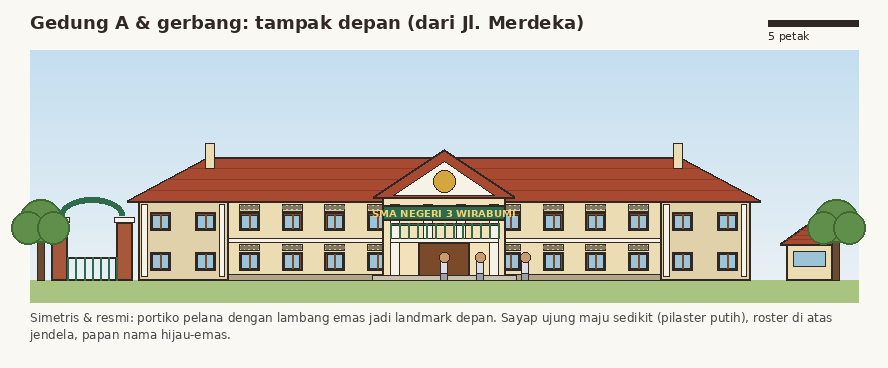 Gedung A & gerbang: tampak depan (dari Jl. Merdeka)
5 petak
SMA NEGERI 3 WIRABUMI
Simetris & resmi: portiko pelana dengan lambang emas jadi landmark depan. Sayap ujung maju sedikit (pilaster putih), roster di atas
jendela, papan nama hijau-emas.